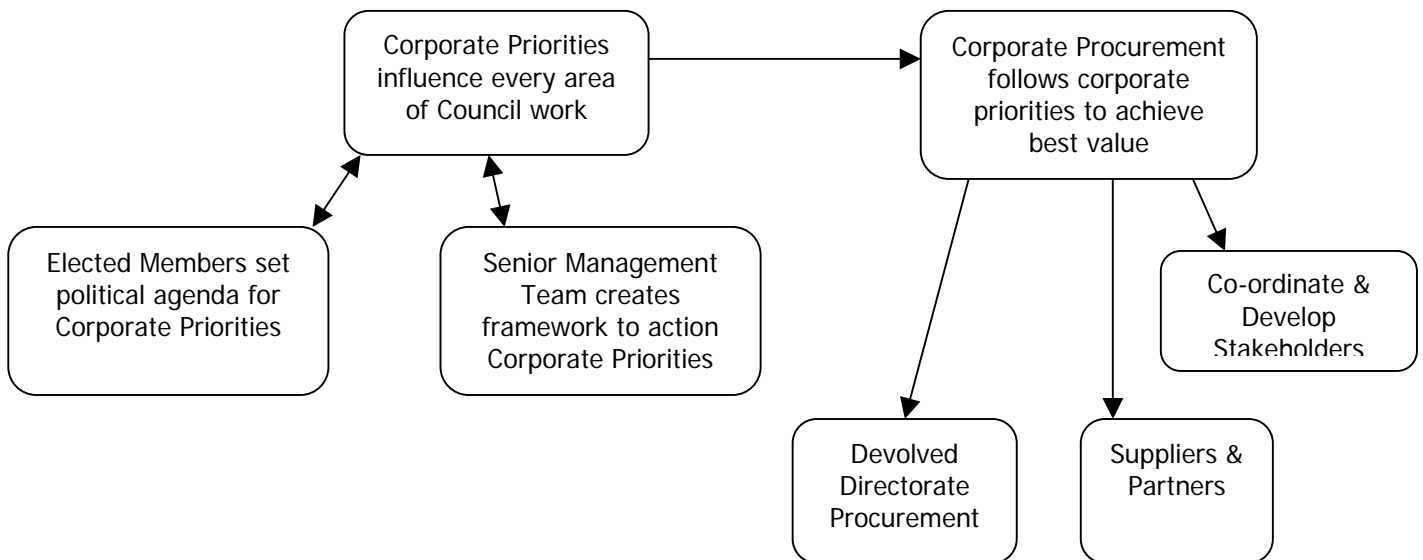 Corporate Priorities
influence every area
of Council work
Corporate Procurement
follows corporate
priorities to achieve
best value
Elected Members set
political agenda for
Corporate Priorities
Senior Management
Team creates
framework to action
Corporate Priorities
Co-ordinate &
Develop
Stakeholders
Devolved
Directorate
Procurement
Suppliers &
Partners